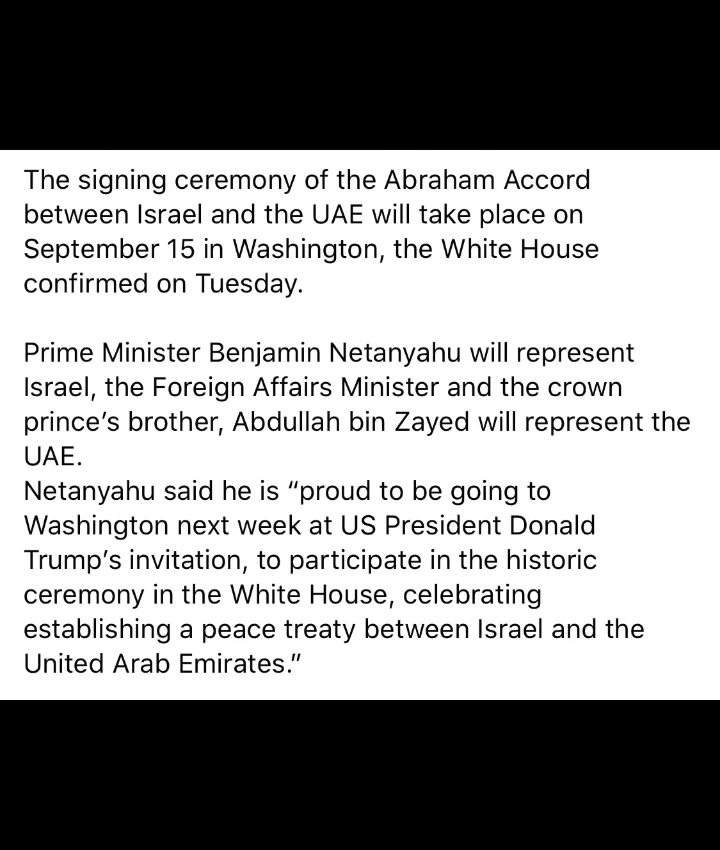 The signing ceremony of the Abraham Accord
between Israel and the UAE will take place on
September 15 in Washington, the White House
confirmed on Tuesday.
Prime Minister Benjamin Netanyahu will represent
Israel, the Foreign Affairs Minister and the crown
prince’s brother, Abdullah bin Zayed will represent the
UAE.
Netanyahu said he is “proud to be going to
Washington next week at US President Donald
Trump’s invitation, to participate in the historic
ceremony in the White House, celebrating
establishing a peace treaty between Israel and the
United Arab Emirates.”